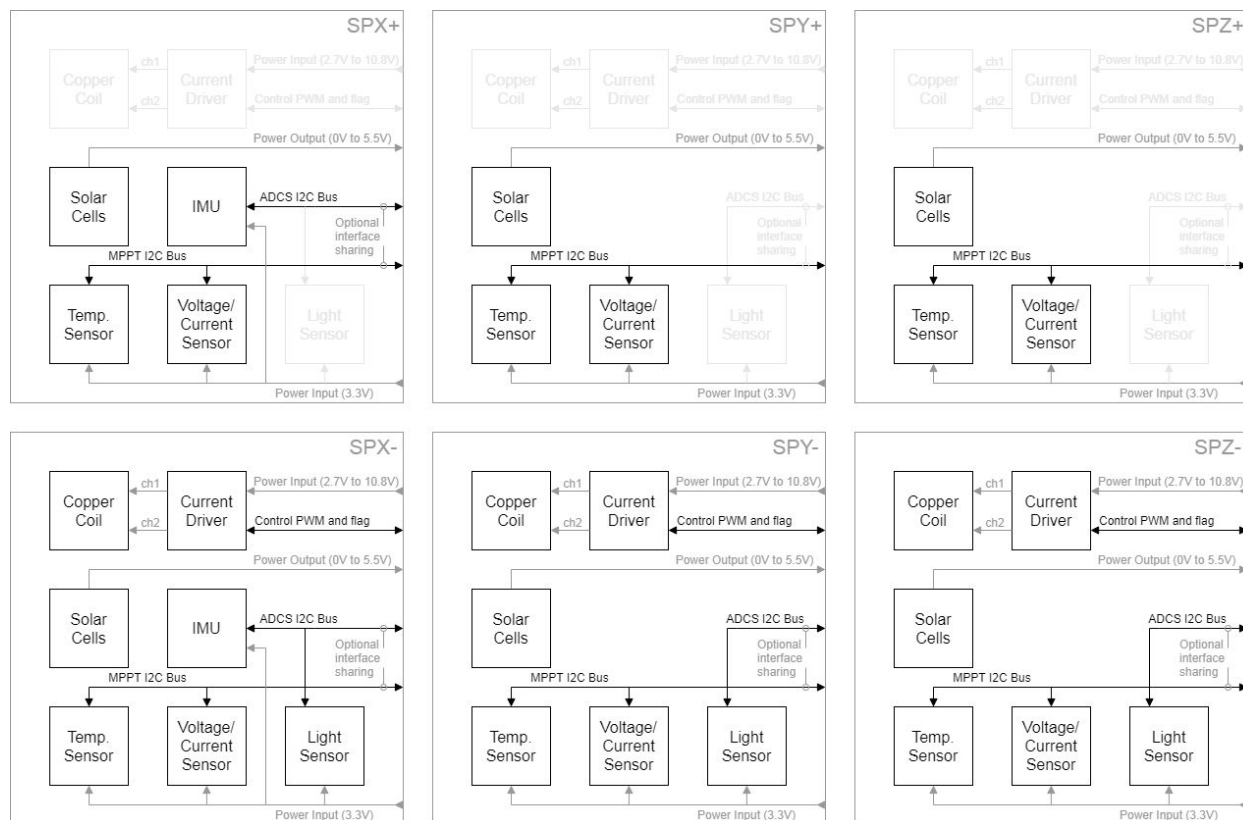 SPX+
Copper
Coil
ch1
ch2
Current
Driver
Power Input (2.7V to 10.8V)
Control PWM and flag
Power Output (0V to 5.5V)
Solar
Cells
IMU
ADCS I2C Bus
Optional
interface
sharing
MPPT I2C Bus
Temp.
Sensor
Voltage/
Current
Sensor
Light
Sensor
Power Input (3.3V)
SPY+
Copper
Coil
ch1
ch2
Current
Driver
Power Input (2.7V to 10.8V)
Control PWM and flag
Power Output (0V to 5.5V)
Solar
Cells
ADCS I2C Bus
Optional
interface
sharing
MPPT I2C Bus
Temp.
Sensor
Voltage/
Current
Sensor
Light
Sensor
Power Input (3.3V)
SPZ+
Copper
Coil
ch1
ch2
Current
Driver
Power Input (2.7V to 10.8V)
Control PWM and flag
Power Output (0V to 5.5V)
Solar
Cells
ADCS I2C Bus
Optional
interface
sharing
MPPT I2C Bus
Temp.
Sensor
Voltage/
Current
Sensor
Light
Sensor
Power Input (3.3V)
SPX-
Copper
Coil
ch1
ch2
Current
Driver
Power Input (2.7V to 10.8V)
Control PWM and flag
Power Output (0V to 5.5V)
Solar
Cells
IMU
ADCS I2C Bus
Optional
interface
sharing
MPPT I2C Bus
Temp.
Sensor
Voltage/
Current
Sensor
Light
Sensor
Power Input (3.3V)
SPY-
Copper
Coil
ch1
ch2
Current
Driver
Power Input (2.7V to 10.8V)
Control PWM and flag
Power Output (0V to 5.5V)
Solar
Cells
ADCS I2C Bus
Optional
interface
sharing
MPPT I2C Bus
Temp.
Sensor
Voltage/
Current
Sensor
Light
Sensor
Power Input (3.3V)
SPZ-
Copper
Coil
ch1
ch2
Current
Driver
Power Input (2.7V to 10.8V)
Control PWM and flag
Power Output (0V to 5.5V)
Solar
Cells
ADCS I2C Bus
Optional
interface
sharing
MPPT I2C Bus
Temp.
Sensor
Voltage/
Current
Sensor
Light
Sensor
Power Input (3.3V)